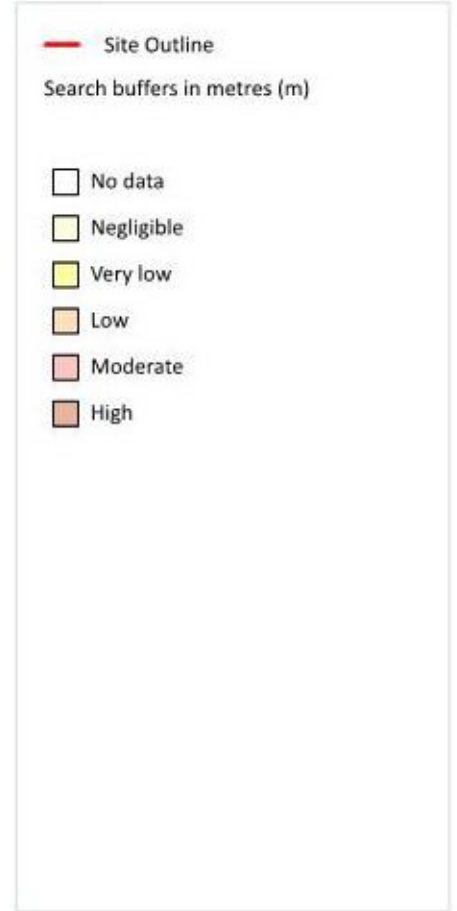 Site Outline
Search buffers in metres (m)
No data
Negligible
Very low
Low
Moderate
High